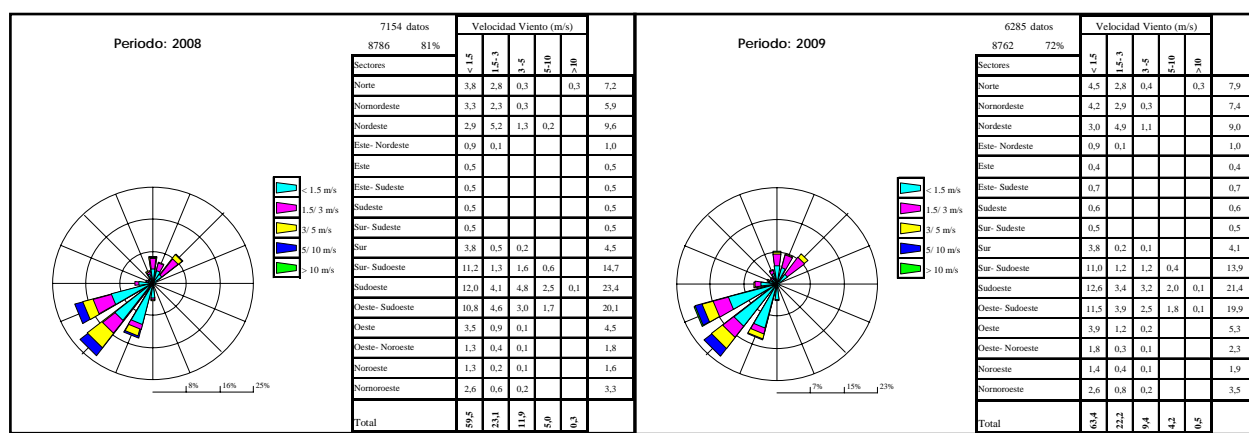 Periodo: 2008
7154 datos Velocidad Viento (m/s)
8786 81% < 1.5 1.5- 3 3 -5 5-10 >10
Sectores
Norte 3,8 2,8 0,3 0,3 7,2
Nornordeste 3,3 2,3 0,3 5,9
Nordeste 2,9 5,2 1,3 0,2 9,6
Este- Nordeste 0,9 0,1 1,0
Este 0,5 0,5
Este- Sudeste 0,5 0,5
Sudeste 0,5 0,5
Sur- Sudeste 0,5 0,5
Sur 3,8 0,5 0,2 4,5
Sur- Sudoeste 11,2 1,3 1,6 0,6 14,7
Sudoeste 12,0 4,1 4,8 2,5 0,1 23,4
Oeste- Sudoeste 10,8 4,6 3,0 1,7 20,1
Oeste 3,5 0,9 0,1 4,5
Oeste- Noroeste 1,3 0,4 0,1 1,8
Noroeste 1,3 0,2 0,1 1,6
Nornoroeste 2,6 0,6 0,2 3,3
Total 59,5 23,1 11,9 5,0 0,3
< 1.5 m/s
1.5/ 3 m/s
3/ 5 m/s
5/ 10 m/s
> 10 m/s
8% 16% 25%
Periodo: 2009
6285 datos Velocidad Viento (m/s)
8762 72% < 1.5 1.5- 3 3 -5 5-10 >10
Sectores
Norte 4,5 2,8 0,4 0,3 7,9
Nornordeste 4,2 2,9 0,3 7,4
Nordeste 3,0 4,9 1,1 9,0
Este- Nordeste 0,9 0,1 1,0
Este 0,4 0,4
Este- Sudeste 0,7 0,7
Sudeste 0,6 0,6
Sur- Sudeste 0,5 0,5
Sur 3,8 0,2 0,1 4,1
Sur- Sudoeste 11,0 1,2 1,2 0,4 13,9
Sudoeste 12,6 3,4 3,2 2,0 0,1 21,4
Oeste- Sudoeste 11,5 3,9 2,5 1,8 0,1 19,9
Oeste 3,9 1,2 0,2 5,3
Oeste- Noroeste 1,8 0,3 0,1 2,3
Noroeste 1,4 0,4 0,1 1,9
Nornoroeste 2,6 0,8 0,2 3,5
Total 63,4 22,2 9,4 4,2 0,5
< 1.5 m/s
1.5/ 3 m/s
3/ 5 m/s
5/ 10 m/s
> 10 m/s
7% 15% 23%